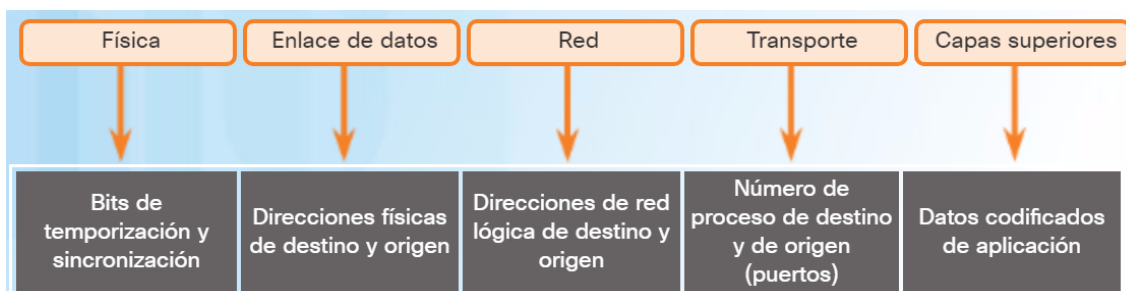 Física
Enlace de datos
Red
Transporte
Capas superiores
Bits de
temporización y
sincronización
Direcciones físicas
de destino y origen
Direcciones de red
lógica de destino y
origen
Número de
proceso de destino
y de origen
(puertos)
Datos codificados
de aplicación